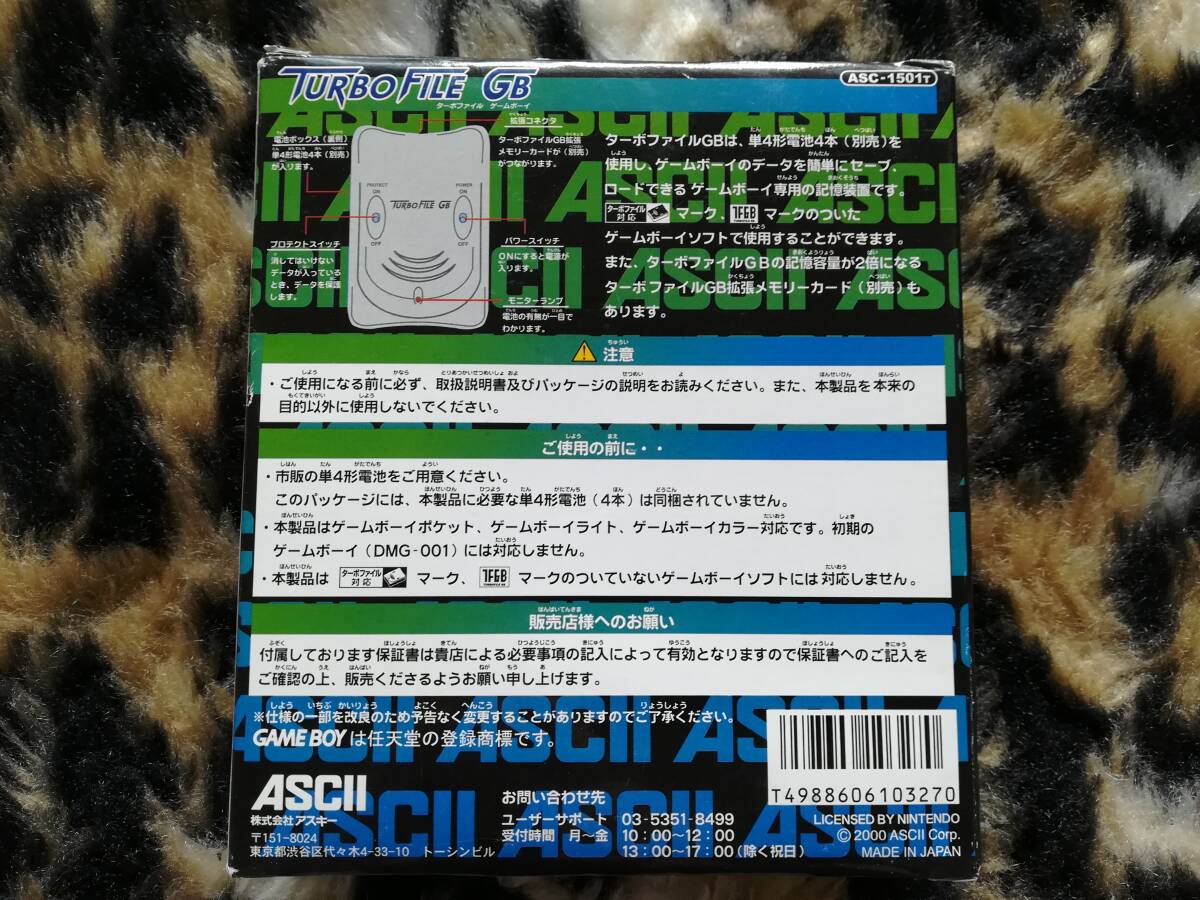 TURBO FILE GB
ターボファイル ゲームボーイ
ASC-1501T
電池ボックス(裏側)
単4形電池4本(別売)
が入ります。
拡張コネクタ
ターボファイルGB拡張
メモリーカード(別売)
がつながります。
PROTECT
ON
OFF
TURBO FILE GB
POWER
ON
OFF
プロテクトスイッチ
消してはいけない
データが入っている
とき、データを保護
します。
パワースイッチ
ONにすると電源が
入ります。
モニターランプ
電池の有無が一目で
わかります。
ターボファイルGBは、単4形電池4本(別売)を
使用し、ゲームボーイのデータを簡単にセーブ、
ロードできるゲームボーイ専用の記憶装置です。
ターボファイル対応 マーク、TFGB マークのついた
ゲームボーイソフトで使用することができます。
また、ターボファイルGBの記憶容量が2倍になる
ターボファイルGB拡張メモリーカード(別売)も
あります。
注意
・ご使用になる前に必ず、取扱説明書及びパッケージの説明をお読みください。また、本製品を本来の
目的以外に使用しないでください。
ご使用の前に・・
・市販の単4形電池をご用意ください。
このパッケージには、本製品に必要な単4形電池(4本)は同梱されていません。
・本製品はゲームボーイポケット、ゲームボーイライト、ゲームボーイカラー対応です。初期の
ゲームボーイ(DMG-001)には対応しません。
・本製品は ターボファイル対応 マーク、TFGB マークのついていないゲームボーイソフトには対応しません。
販売店様へのお願い
付属しております保証書は貴店による必要事項の記入によって有効となりますので保証書へのご記入を
ご確認の上、販売くださるようお願い申し上げます。
※仕様の一部を改良のため予告なく変更することがありますのでご了承ください。
GAME BOYは任天堂の登録商標です。
ASCII
株式会社アスキー
〒151-8024
東京都渋谷区代々木4-33-10 トーシンビル
お問い合わせ先
ユーザーサポート 03-5351-8499
受付時間 月~金 10:00~12:00
13:00~17:00(除く祝日)
T4988606103270
LICENSED BY NINTENDO
© 2000 ASCII Corp.
MADE IN JAPAN